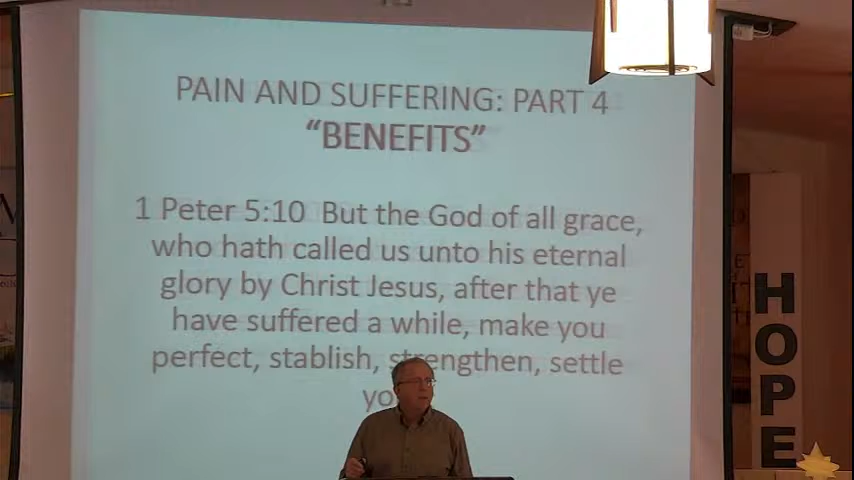 PAIN AND SUFFERING: PART 4
“BENEFITS”
1 Peter 5:10 But the God of all grace,
who hath called us unto his eternal
glory by Christ Jesus, after that ye
have suffered a while, make you
perfect, stablish, strengthen, settle
HOPE